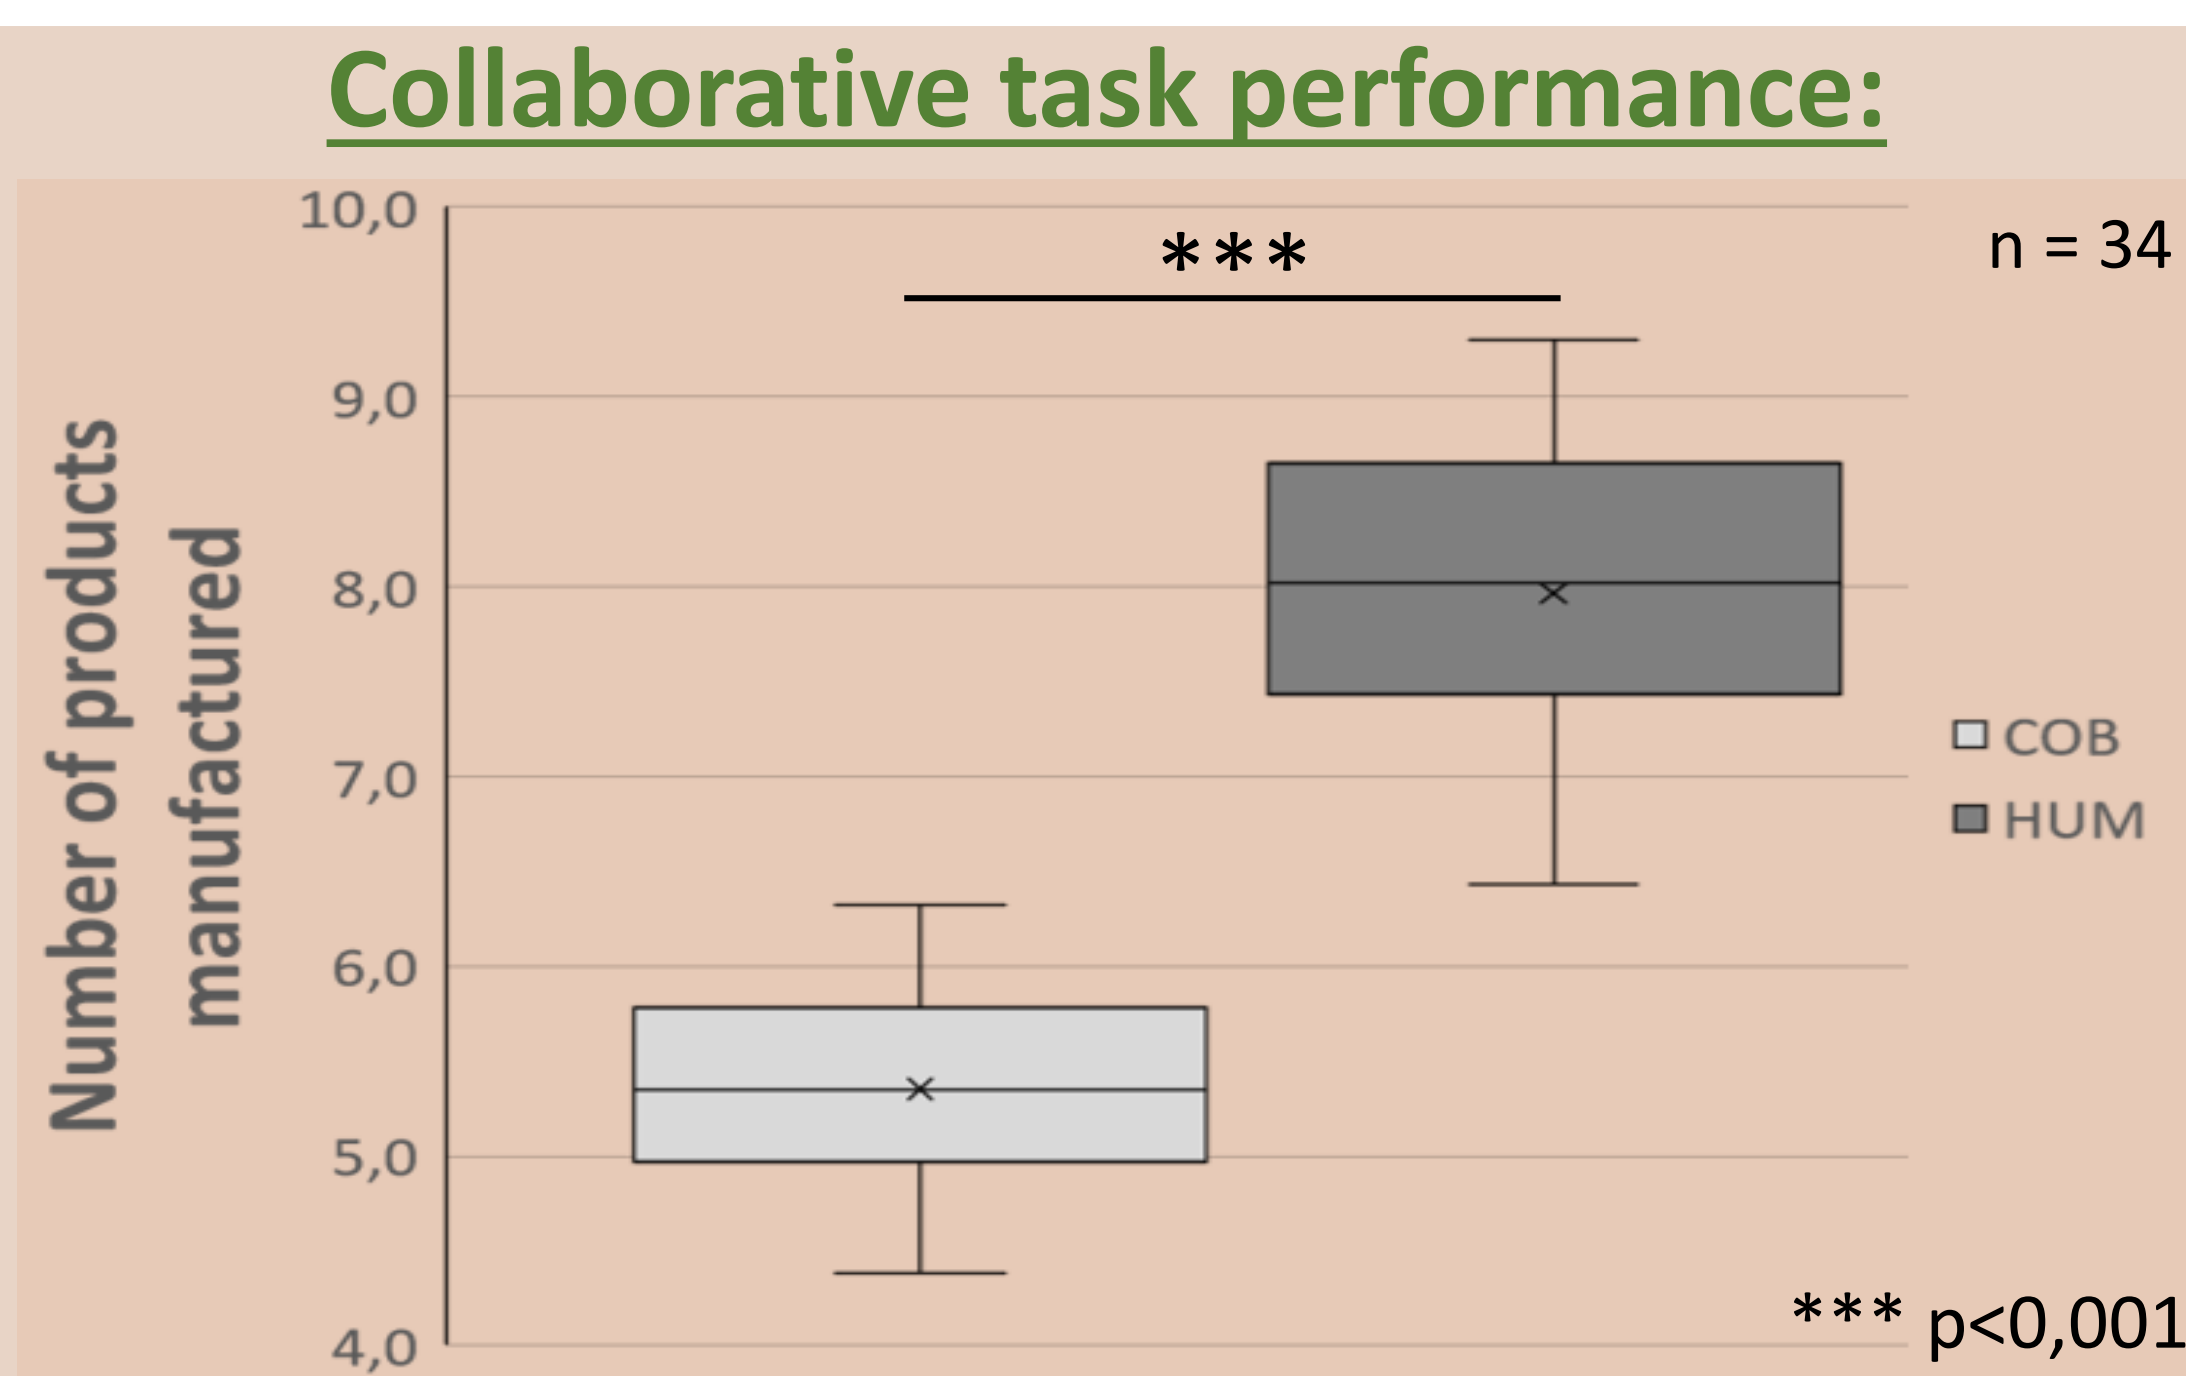 Collaborative task performance:
10,0
***
n = 34
9,0
8,0
7,0
6,0
5,0
4,0
Number of products
manufactured
COB
HUM
*** p<0,001